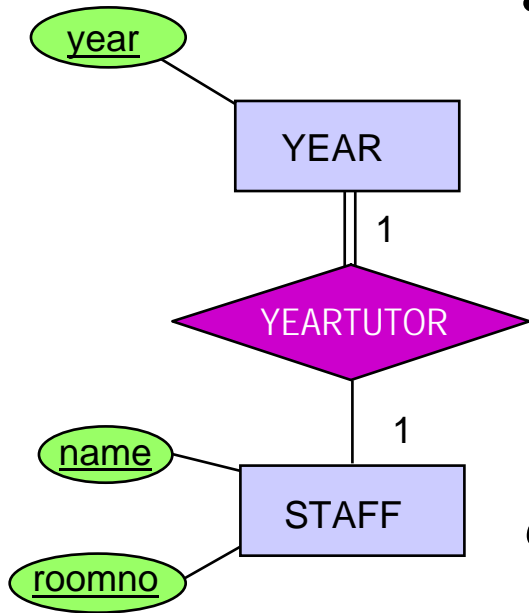 year
YEAR
1
YEARTUTOR
1
name
STAFF
roomno